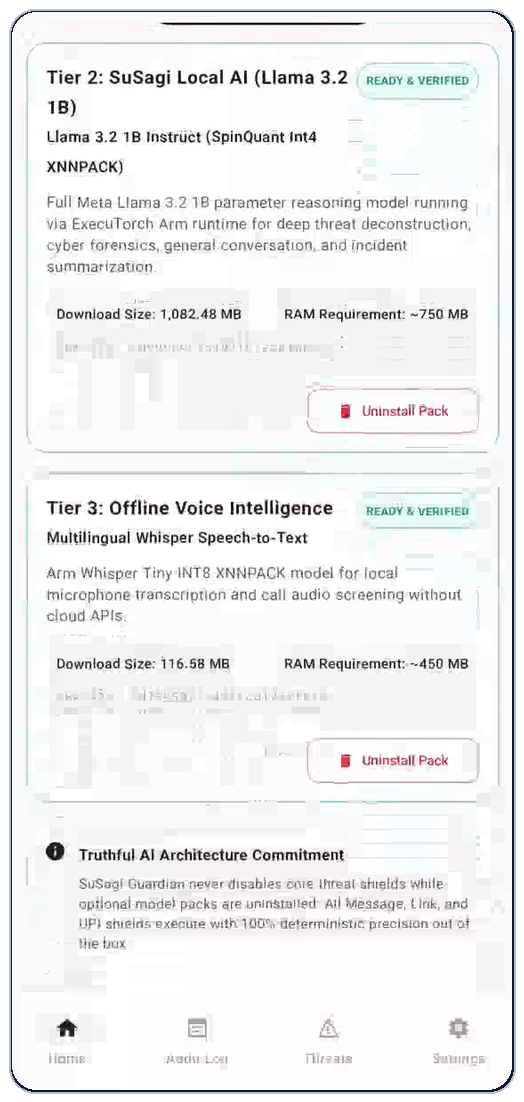 Tier 2: SuSagi Local AI (Llama 3.2
1B)
READY & VERIFIED
Llama 3.2 1B Instruct (SpinQuant Int4
XNNPACK)
Full Meta Llama 3.2 1B parameter reasoning model running
via ExecuTorch Arm runtime for deep threat deconstruction,
cyber forensics, general conversation, and incident
summarization.
Download Size: 1,082.48 MB
RAM Requirement: ~750 MB
Uninstall Pack
Tier 3: Offline Voice Intelligence
READY & VERIFIED
Multilingual Whisper Speech-to-Text
Arm Whisper Tiny INT8 XNNPACK model for local
microphone transcription and call audio screening without
cloud APIs.
Download Size: 116.58 MB
RAM Requirement: ~450 MB
Uninstall Pack
Truthful AI Architecture Commitment
SuSagi Guardian never disables core threat shields while
optional model packs are uninstalled. All Message, Link, and
UPI shields execute with 100% deterministic precision out of
the box
Home
Audit Log
Threats
Settings